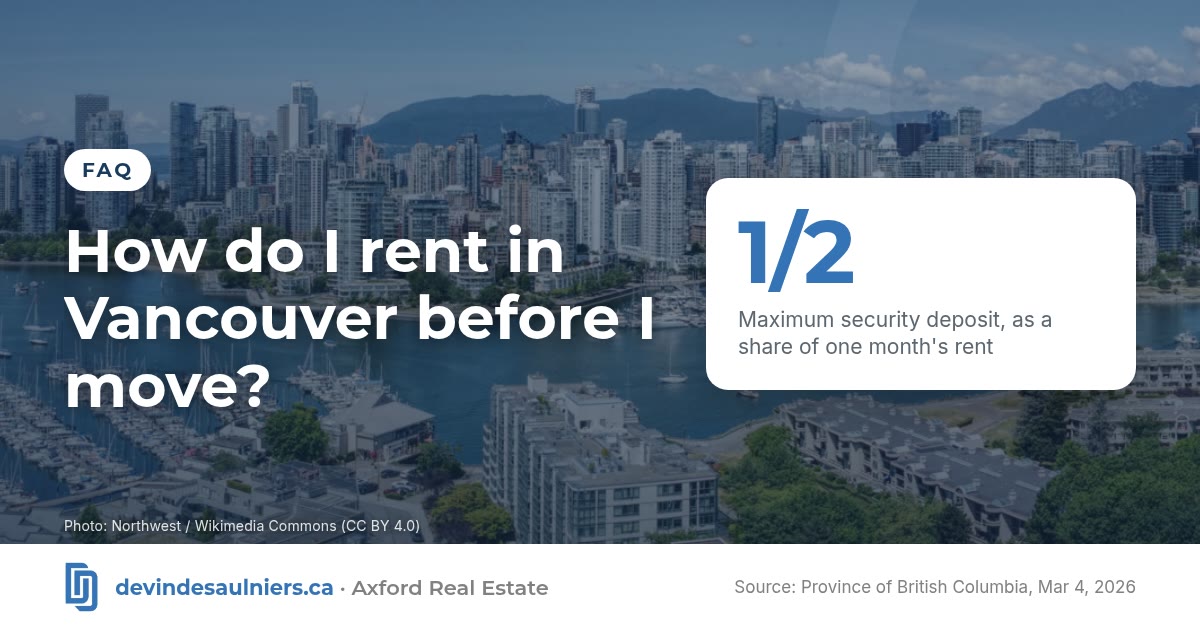 FAQ
How do I rent in
Vancouver before I
move?
1/2
Maximum security deposit, as a
share of one month's rent
Photo: Northwest / Wikimedia Commons (CC BY 4.0)
devindesaulniers.ca · Axford Real Estate
Source: Province of British Columbia, Mar 4, 2026